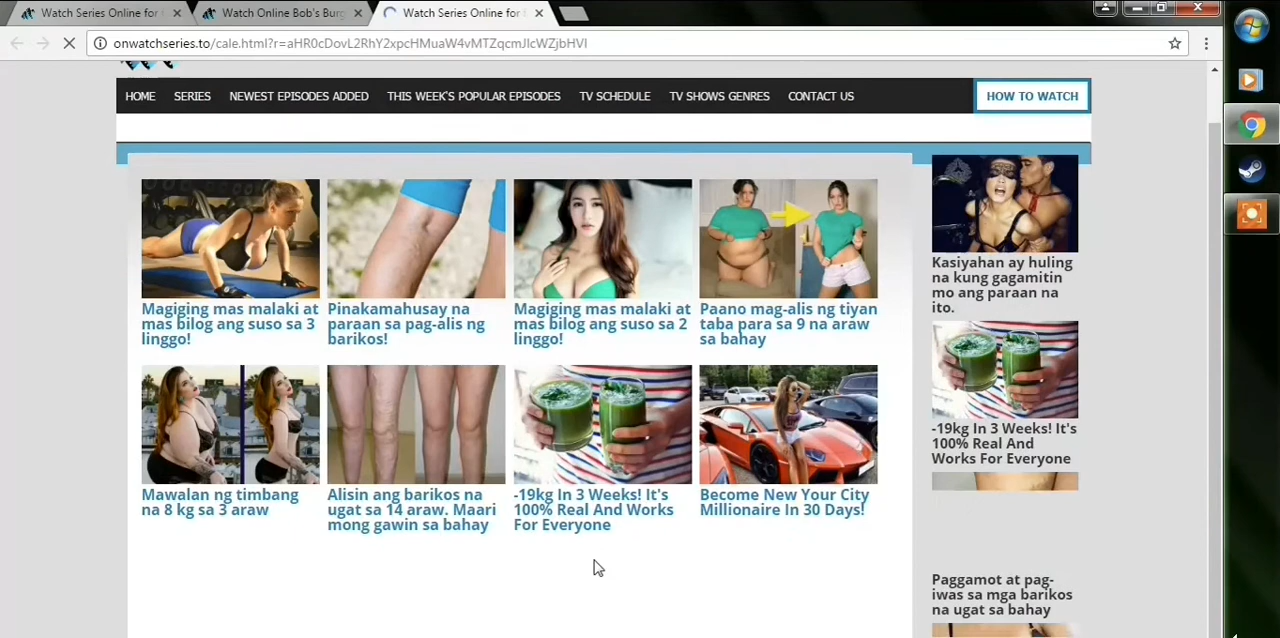 Watch Series Online for
Watch Online Bob's Burg
Watch Series Online for
onwatchseries.to/cale.html?r=aHR0cDovL2RhY2xpcHMuaW4vMTZqcmJlcWZjbHVl
HOME SERIES NEWEST EPISODES ADDED THIS WEEK'S POPULAR EPISODES TV SCHEDULE TV SHOWS GENRES CONTACT US HOW TO WATCH
Magiging mas malaki at
mas bilog ang suso sa 3
linggo!
Pinakamahusay na
paraan sa pag-alis ng
barikos!
Magiging mas malaki at
mas bilog ang suso sa 2
linggo!
Paano mag-alis ng tiyan
taba para sa 9 na araw
sa bahay
Mawalan ng timbang
na 8 kg sa 3 araw
Alisin ang barikos na
ugat sa 14 araw. Maari
mong gawin sa bahay
-19kg In 3 Weeks! It's
100% Real And Works
For Everyone
Become New Your City
Millionaire In 30 Days!
Kasiyahan ay huling
na kung gagamitin
mo ang paraan na
ito.
-19kg In 3 Weeks! It's
100% Real And
Works For Everyone
Paggamot at pag-
iwas sa mga barikos
na ugat sa bahay